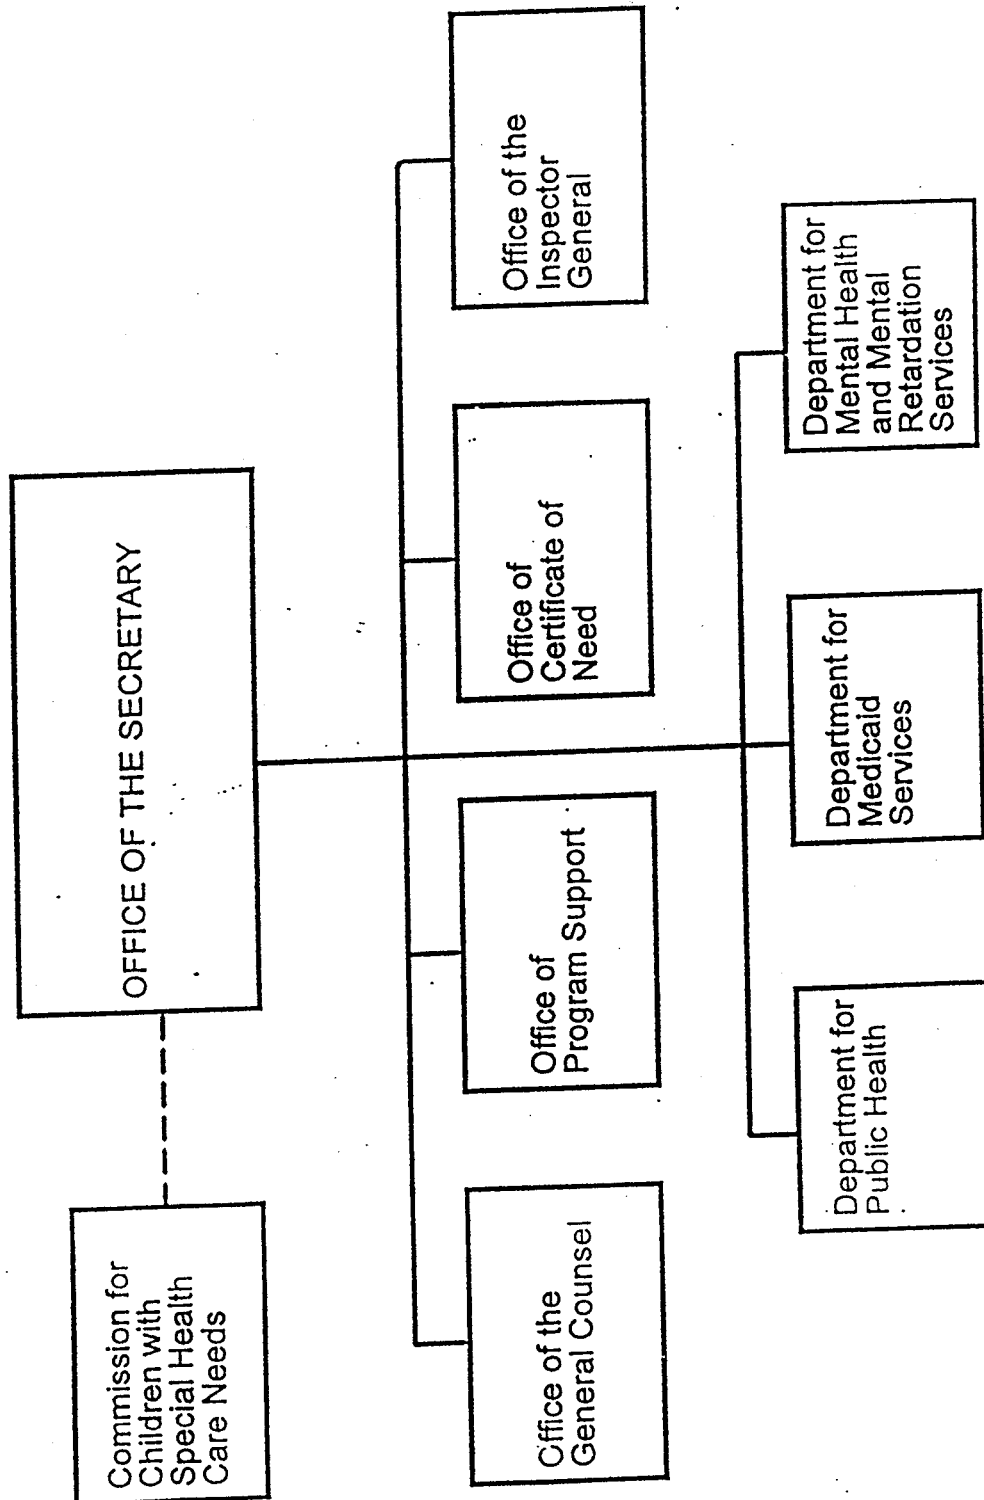 OFFICE OF THE SECRETARY
Commission for
Children with
Special Health
Care Needs
Office of the
General Counsel
Office of
Program Support
Office of
Certificate of
Need
Office of the
Inspector
General
Department for
Public Health
Department for
Medicaid
Services
Department for
Mental Health
and Mental
Retardation
Services